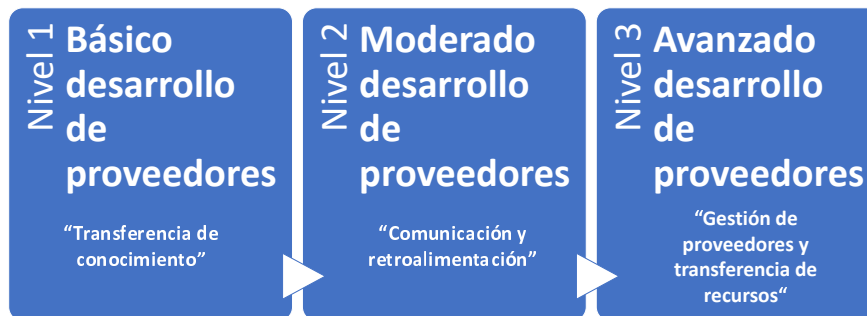 Nivel 1
Básico
desarrollo
de
proveedores
“Transferencia de
conocimiento”
Nivel 2
Moderado
desarrollo
de
proveedores
“Comunicación y
retroalimentación”
Nivel 3
Avanzado
desarrollo
de
proveedores
“Gestión de
proveedores y
transferencia de
recursos“